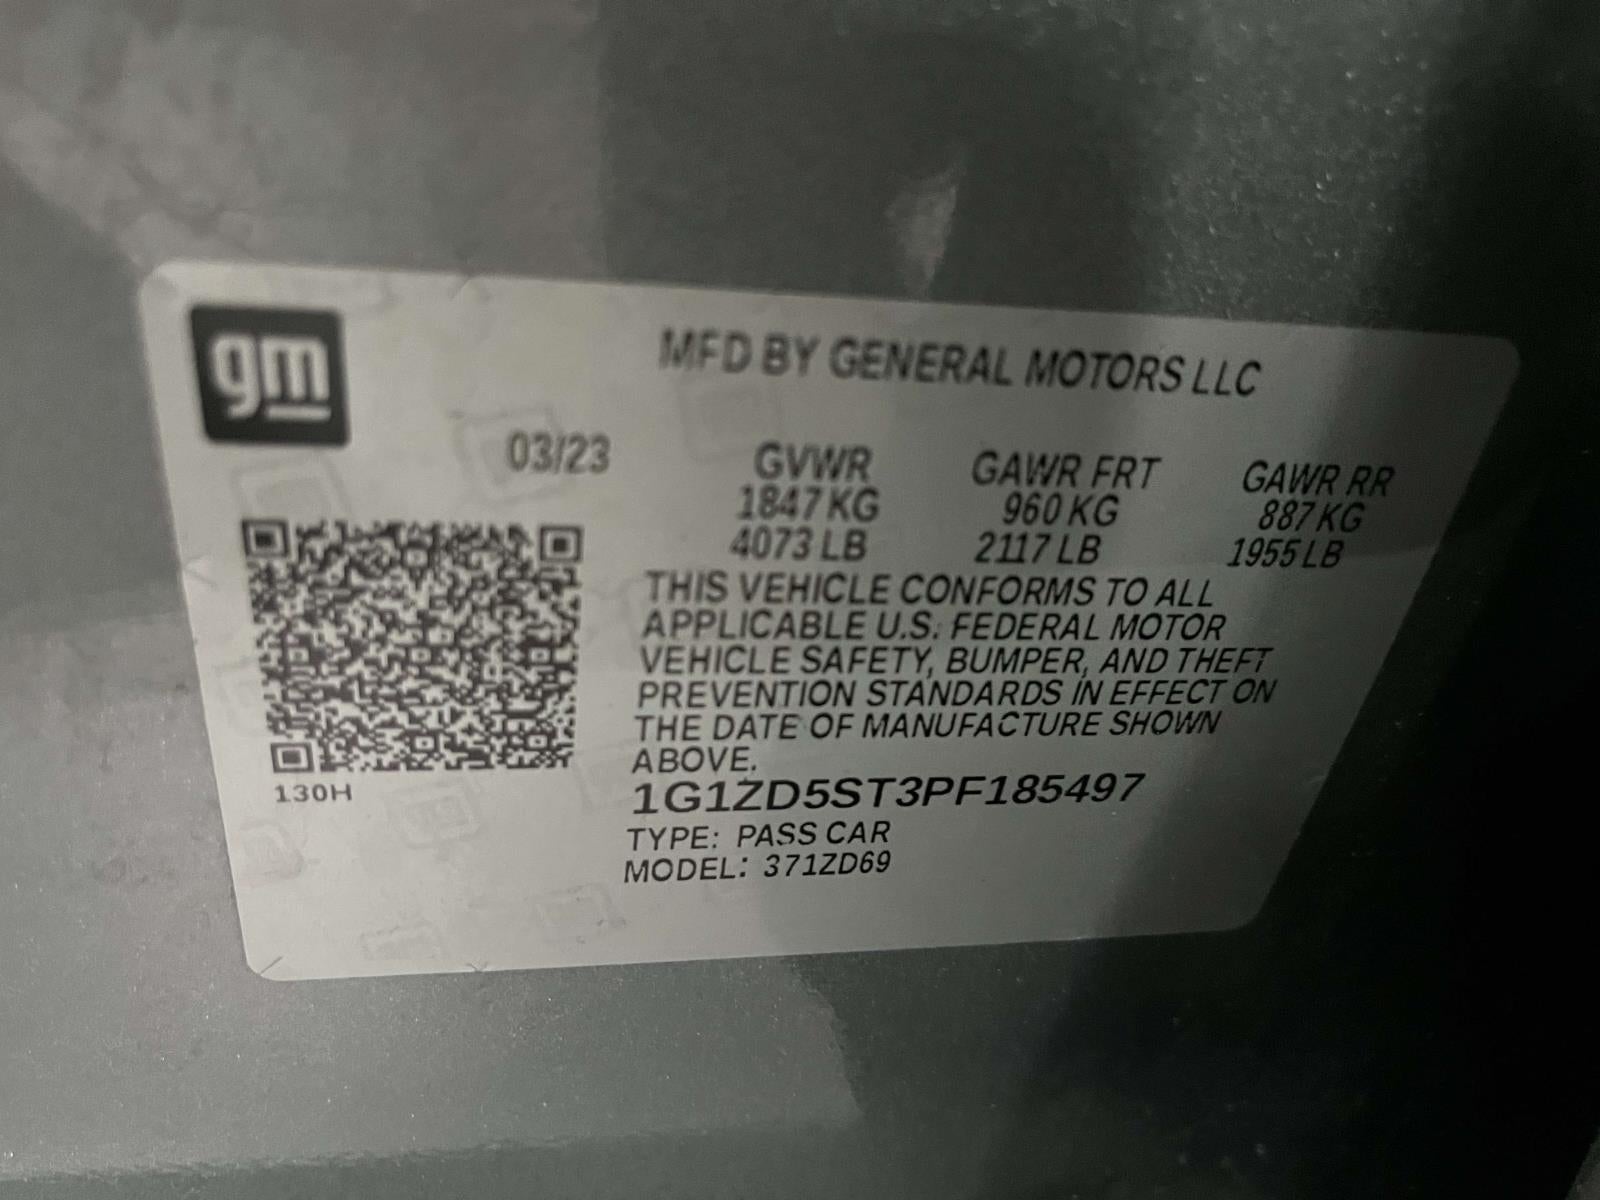 gm
MFD BY GENERAL MOTORS LLC
03/23
GVWR GAWR FRT GAWR RR
1847 KG 960 KG 887 KG
4073 LB 2117 LB 1955 LB
THIS VEHICLE CONFORMS TO ALL
APPLICABLE U.S. FEDERAL MOTOR
VEHICLE SAFETY, BUMPER, AND THEFT
PREVENTION STANDARDS IN EFFECT ON
THE DATE OF MANUFACTURE SHOWN
ABOVE.
130H
1G1ZD5ST3PF185497
TYPE: PASS CAR
MODEL: 371ZD69